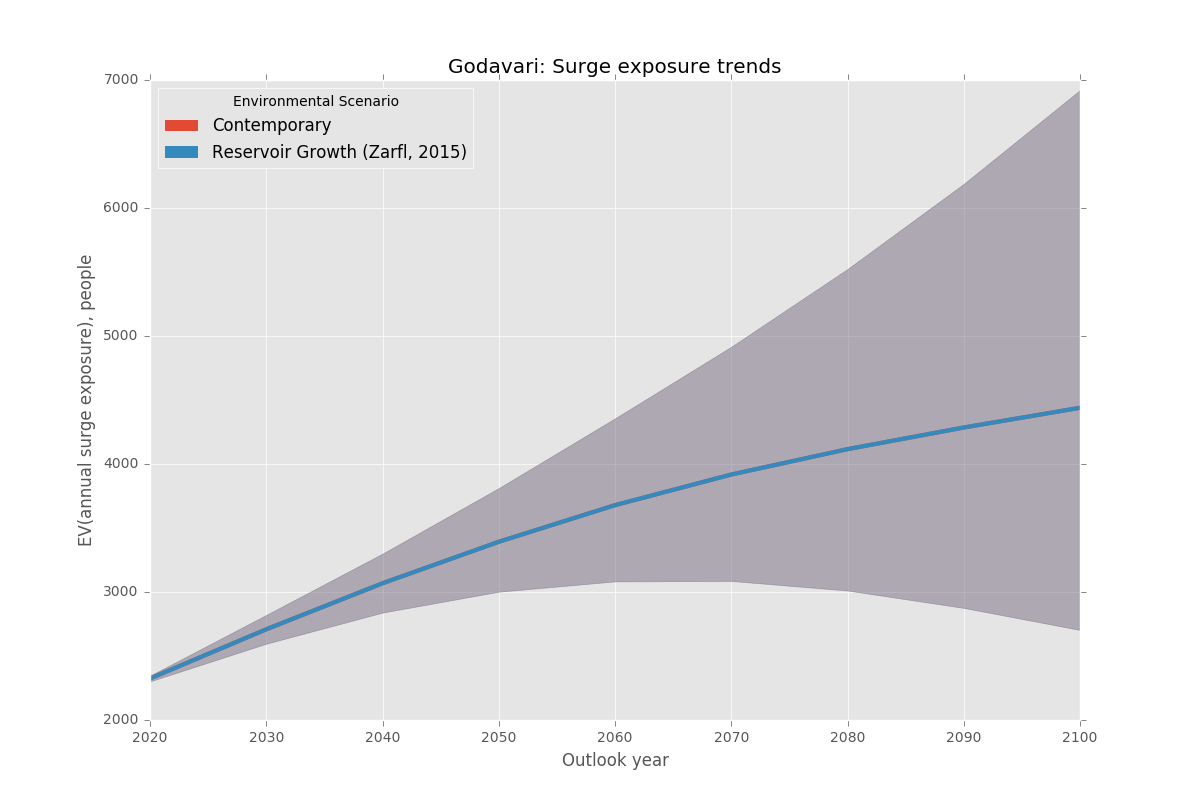 Godavari: Surge exposure trends
7000
6000
5000
4000
3000
2000
EV(annual surge exposure), people
Environmental Scenario
Contemporary
Reservoir Growth (Zarfl, 2015)
2020 2030 2040 2050 2060 2070 2080 2090 2100
Outlook year